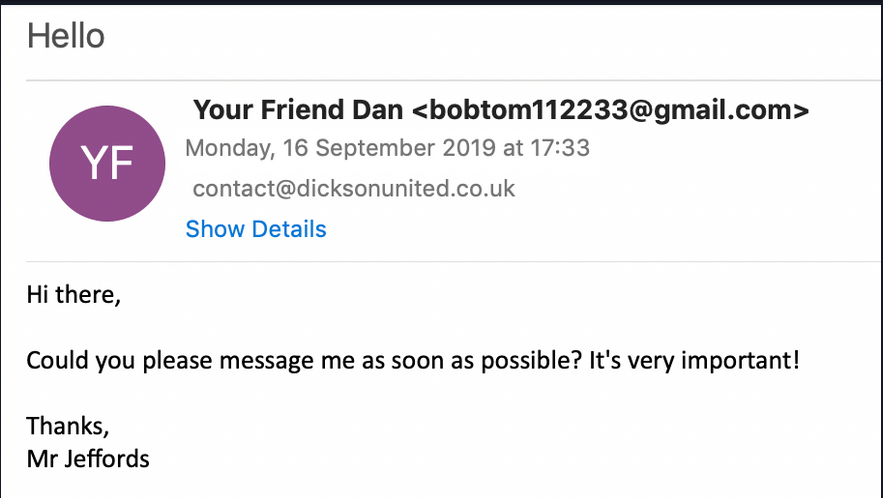 Hello
Your Friend Dan <bobtom112233@gmail.com>
YF
Monday, 16 September 2019 at 17:33
contact@dicksonunited.co.uk
Show Details
Hi there,
Could you please message me as soon as possible? It's very important!
Thanks,
Mr Jeffords